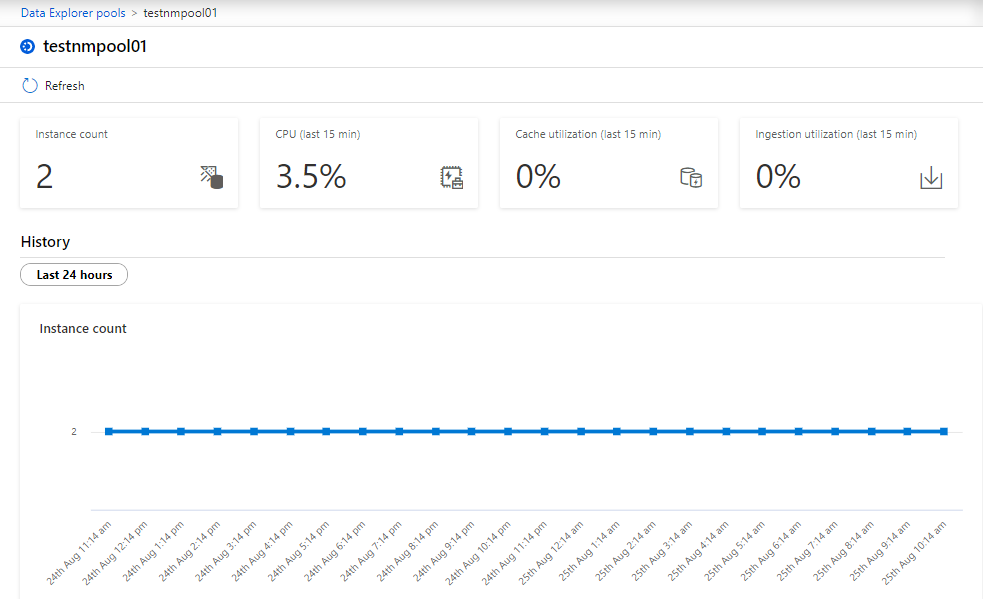 Data Explorer pools > testnmpool01
testnmpool01
Refresh
Instance count
2
CPU (last 15 min)
3.5%
Cache utilization (last 15 min)
0%
Ingestion utilization (last 15 min)
0%
History
Last 24 hours
Instance count
2
24th Aug 11:14 am
24th Aug 12:14 pm
24th Aug 1:14 pm
24th Aug 2:14 pm
24th Aug 3:14 pm
24th Aug 4:14 pm
24th Aug 5:14 pm
24th Aug 6:14 pm
24th Aug 7:14 pm
24th Aug 8:14 pm
24th Aug 9:14 pm
24th Aug 10:14 pm
24th Aug 11:14 pm
25th Aug 12:14 am
25th Aug 1:14 am
25th Aug 2:14 am
25th Aug 3:14 am
25th Aug 4:14 am
25th Aug 5:14 am
25th Aug 6:14 am
25th Aug 7:14 am
25th Aug 8:14 am
25th Aug 9:14 am
25th Aug 10:14 am